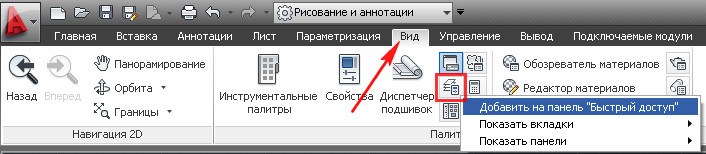 Рисование и аннотации
Главная Вставка Аннотации Лист Параметризация Вид Управление Вывод Подключаемые модули
Назад
Вперед
Панорамирование
Орбита
Границы
Навигация 2D
Инструментальные
палитры
Свойства
Диспетчер
подшивок
Палит
Обозреватель материалов
Редактор материалов
Добавить на панель "Быстрый доступ"
Показать вкладки
Показать панели